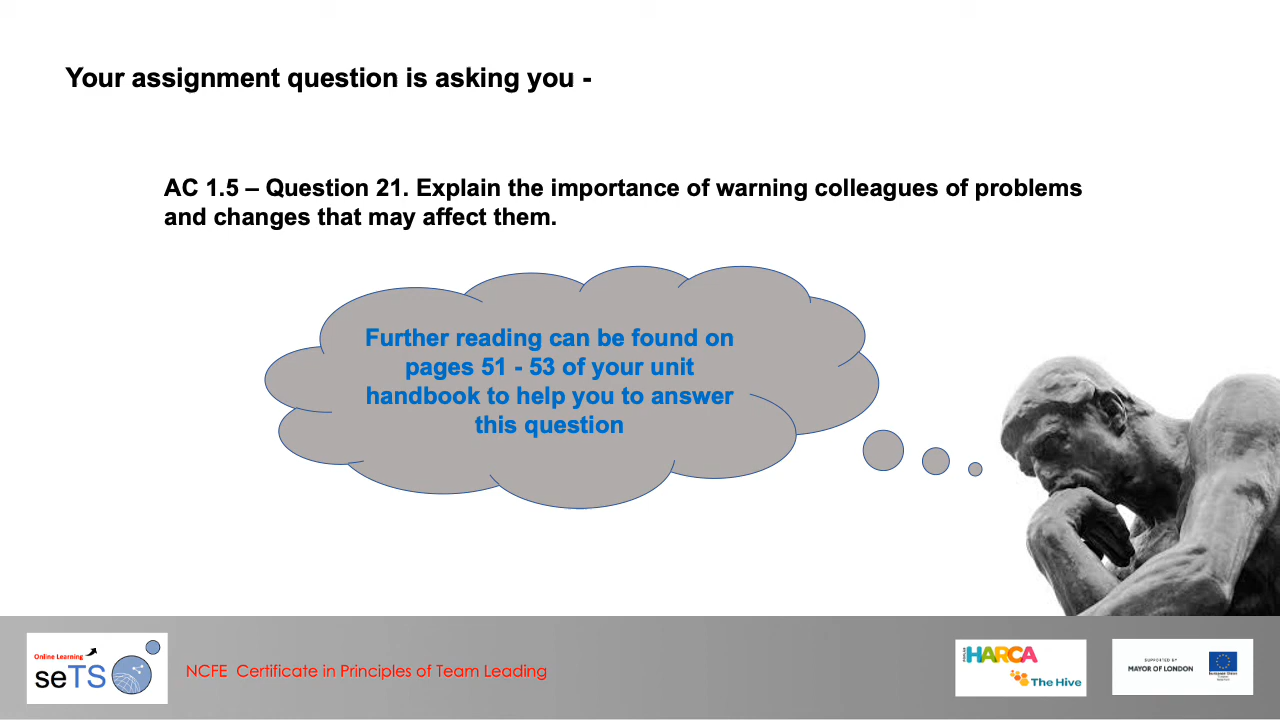 Your assignment question is asking you -
AC 1.5 – Question 21. Explain the importance of warning colleagues of problems
and changes that may affect them.
Further reading can be found on
pages 51 - 53 of your unit
handbook to help you to answer
this question
Online Learning
seTS
NCFE Certificate in Principles of Team Leading
HARCA
The Hive
SUPPORTED BY
MAYOR OF LONDON
European Union